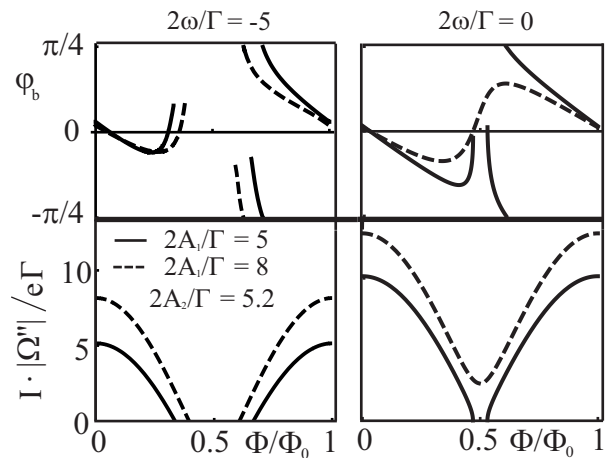 2ω/Γ = -5
2ω/Γ = 0
π/4
φb
0
-π/4
2A₁/Γ = 5
2A₁/Γ = 8
2A₂/Γ = 5.2
I · |Ω"| /eΓ
10
5
0
0 0.5 Φ/Φ₀ 1
0 0.5 Φ/Φ₀ 1